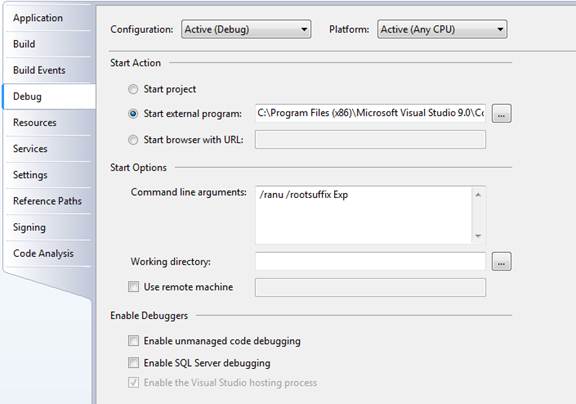 Application
Build
Build Events
Debug
Resources
Services
Settings
Reference Paths
Signing
Code Analysis
Configuration: Active (Debug) Platform: Active (Any CPU)
Start Action
Start project
Start external program: C:\Program Files (x86)\Microsoft Visual Studio 9.0\Cc ...
Start browser with URL:
Start Options
Command line arguments: /ranu /rootsuffix Exp
Working directory: ...
Use remote machine
Enable Debuggers
Enable unmanaged code debugging
Enable SQL Server debugging
Enable the Visual Studio hosting process